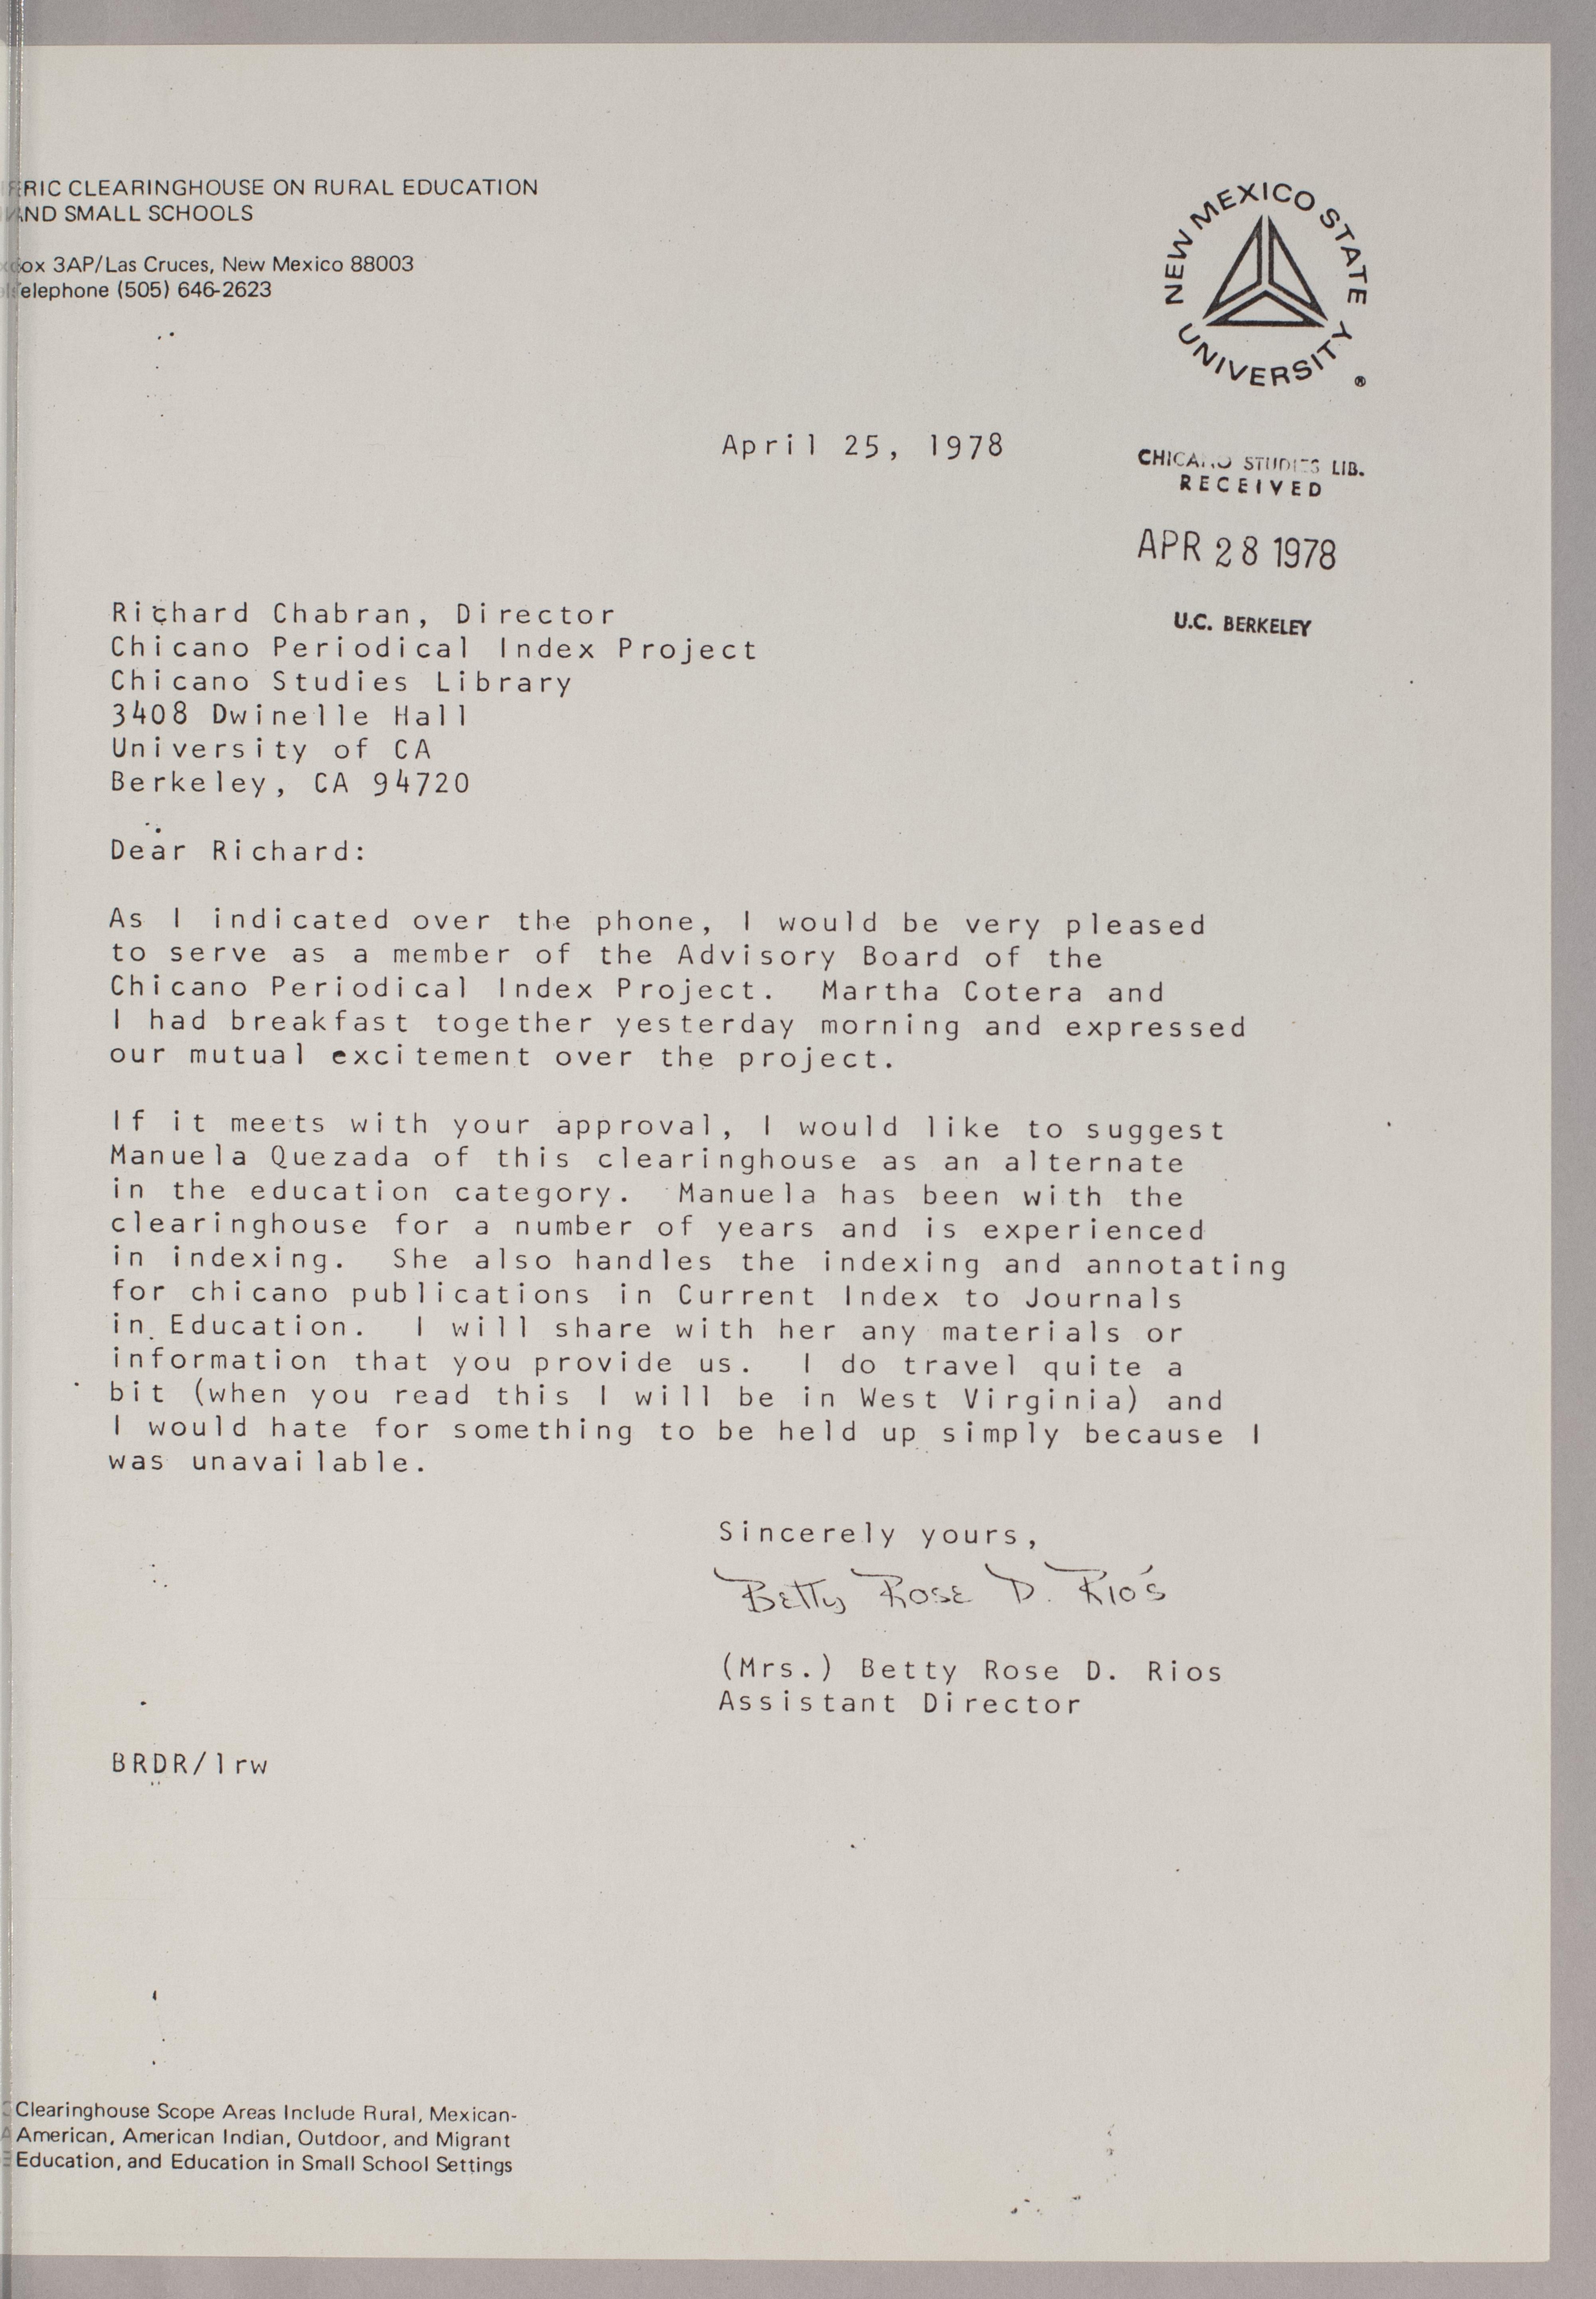 ERIC CLEARINGHOUSE ON RURAL EDUCATION
AND SMALL SCHOOLS
Box 3AP/Las Cruces, New Mexico 88003
Telephone (505) 646-2623
NEW MEXICO STATE UNIVERSITY ®
April 25, 1978
CHICANO STUDIES LIB.
RECEIVED
APR 28 1978
U.C. BERKELEY
Richard Chabran, Director
Chicano Periodical Index Project
Chicano Studies Library
3408 Dwinelle Hall
University of CA
Berkeley, CA 94720
Dear Richard:
As I indicated over the phone, I would be very pleased
to serve as a member of the Advisory Board of the
Chicano Periodical Index Project. Martha Cotera and
I had breakfast together yesterday morning and expressed
our mutual excitement over the project.
If it meets with your approval, I would like to suggest
Manuela Quezada of this clearinghouse as an alternate
in the education category. Manuela has been with the
clearinghouse for a number of years and is experienced
in indexing. She also handles the indexing and annotating
for chicano publications in Current Index to Journals
in Education. I will share with her any materials or
information that you provide us. I do travel quite a
bit (when you read this I will be in West Virginia) and
I would hate for something to be held up simply because I
was unavailable.
Sincerely yours,
Betty Rose D. Ríos
(Mrs.) Betty Rose D. Rios
Assistant Director
BRDR/lrw
Clearinghouse Scope Areas Include Rural, Mexican-
American, American Indian, Outdoor, and Migrant
Education, and Education in Small School Settings